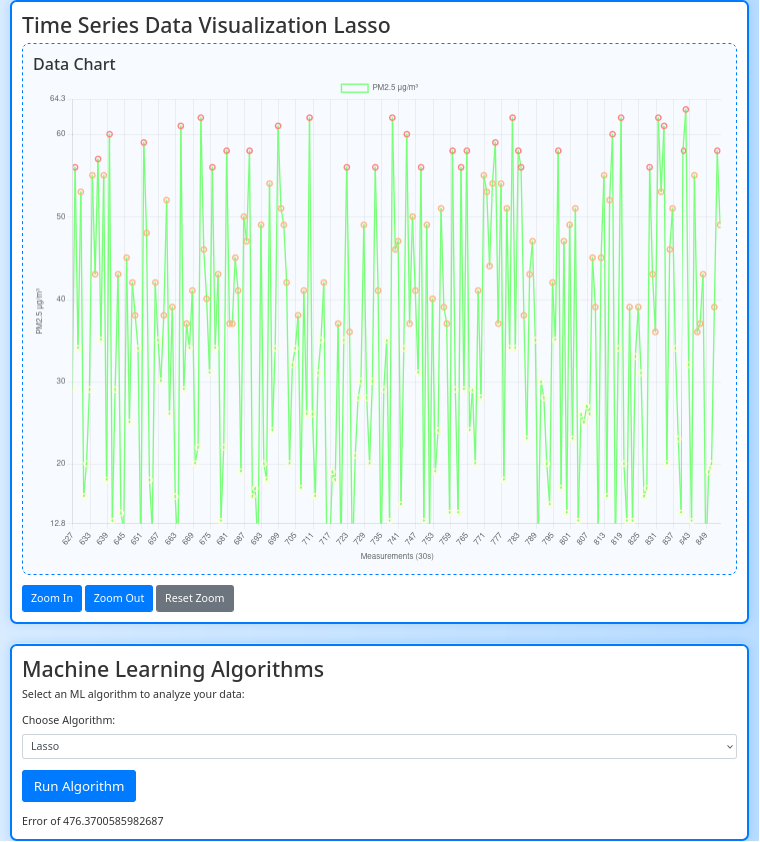 Time Series Data Visualization Lasso
Data Chart
PM2.5 µg/m³
64.3
60
50
40
30
20
12.8
PM2.5 µg/m³
627 633 639 645 651 657 663 669 675 681 687 693 699 705 711 717 723 729 735 741 747 753 759 765 771 777 783 789 795 801 807 813 819 825 831 837 843 849
Measurements (30s)
Zoom In Zoom Out Reset Zoom
Machine Learning Algorithms
Select an ML algorithm to analyze your data:
Choose Algorithm:
Lasso
Run Algorithm
Error of 476.3700585982687